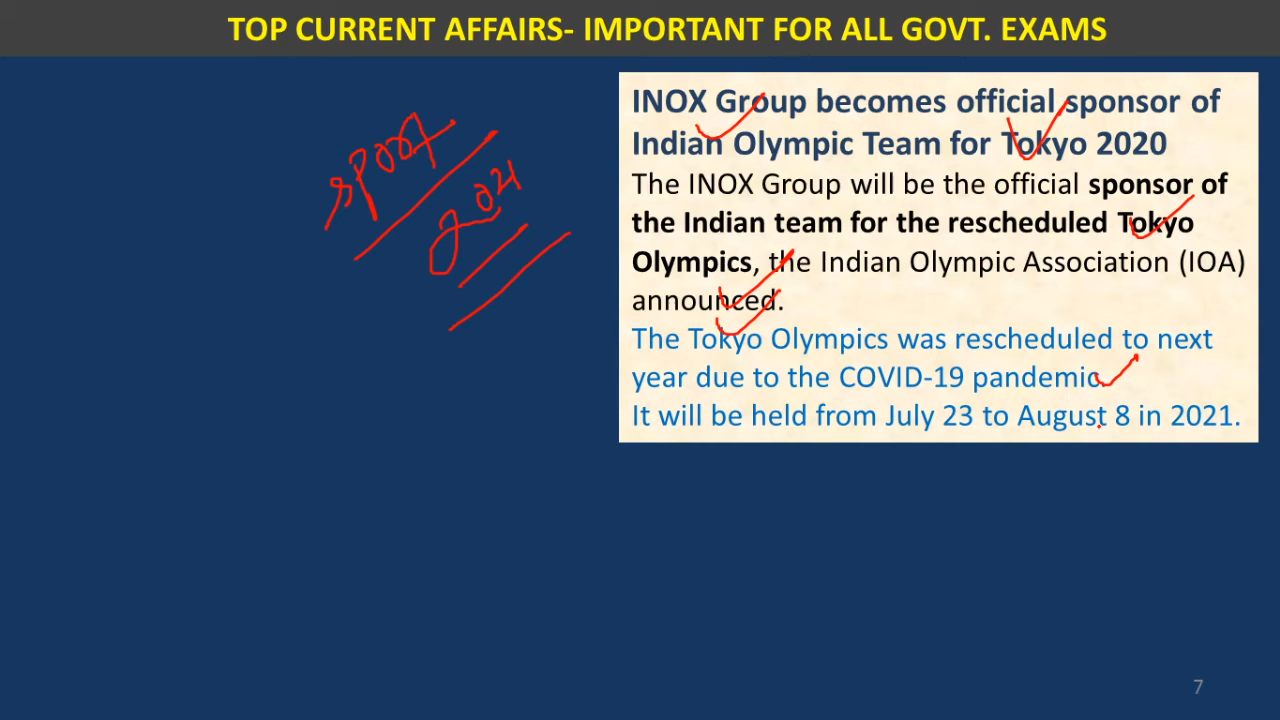 TOP CURRENT AFFAIRS- IMPORTANT FOR ALL GOVT. EXAMS
sport
2021
INOX Group becomes official sponsor of
Indian Olympic Team for Tokyo 2020
The INOX Group will be the official sponsor of
the Indian team for the rescheduled Tokyo
Olympics, the Indian Olympic Association (IOA)
announced.
The Tokyo Olympics was rescheduled to next
year due to the COVID-19 pandemic.
It will be held from July 23 to August 8 in 2021.
7